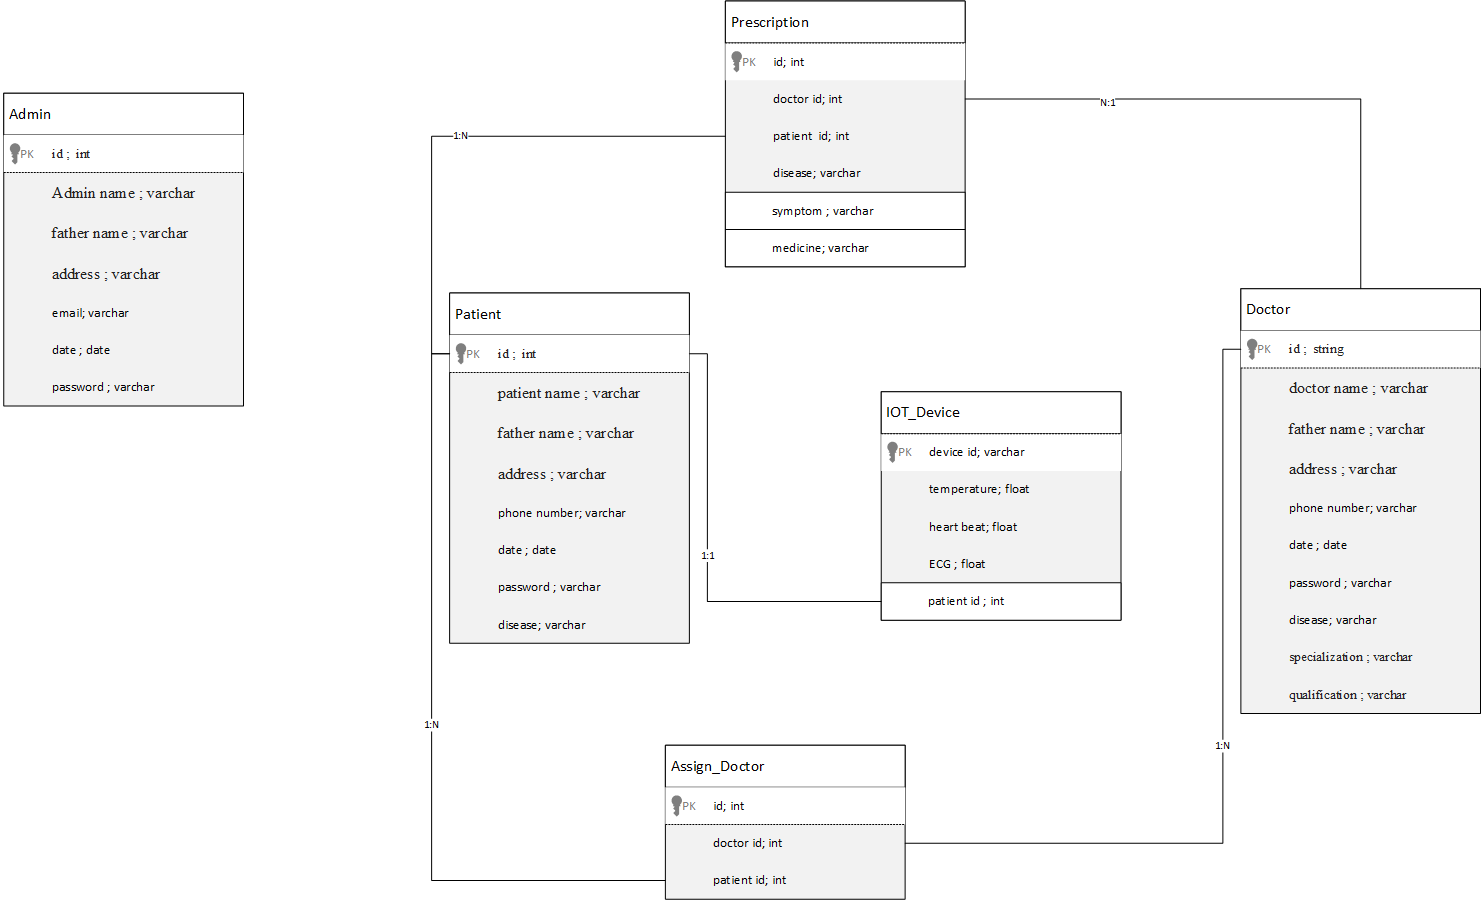 Prescription
PK id; int
doctor id; int
patient id; int
disease; varchar
symptom ; varchar
medicine; varchar
N:1
1:N
Admin
PK id ; int
Admin name ; varchar
father name ; varchar
address ; varchar
email; varchar
date ; date
password ; varchar
Patient
PK id ; int
patient name ; varchar
father name ; varchar
address ; varchar
phone number; varchar
date ; date
password ; varchar
disease; varchar
1:1
IOT_Device
PK device id; varchar
temperature; float
heart beat; float
ECG ; float
patient id ; int
Doctor
PK id ; string
doctor name ; varchar
father name ; varchar
address ; varchar
phone number; varchar
date ; date
password ; varchar
disease; varchar
specialization ; varchar
qualification ; varchar
1:N
1:N
Assign_Doctor
PK id; int
doctor id; int
patient id; int